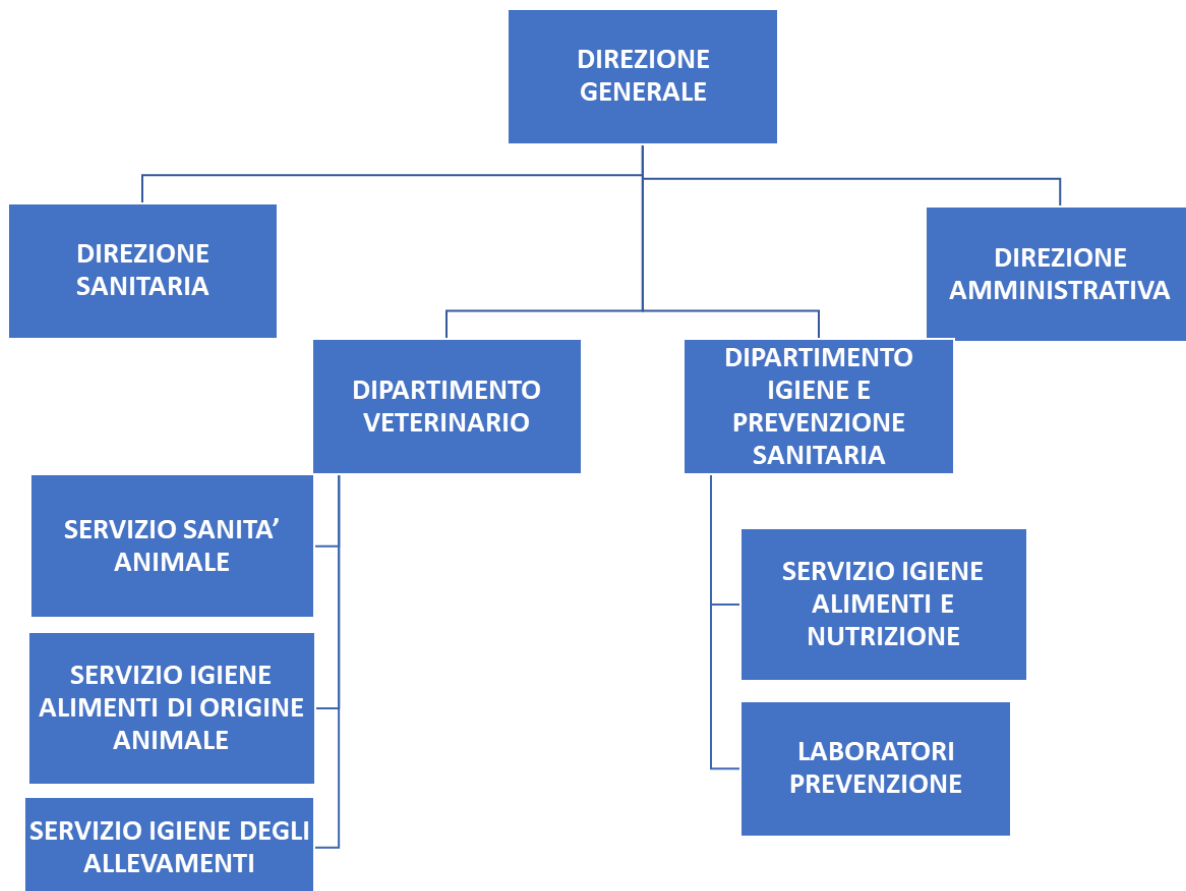 DIREZIONE
GENERALE
DIREZIONE
SANITARIA
DIREZIONE
AMMINISTRATIVA
DIPARTIMENTO
VETERINARIO
DIPARTIMENTO
IGIENE E
PREVENZIONE
SANITARIA
SERVIZIO SANITA’
ANIMALE
SERVIZIO IGIENE
ALIMENTI DI ORIGINE
ANIMALE
SERVIZIO IGIENE DEGLI
ALLEVAMENTI
SERVIZIO IGIENE
ALIMENTI E
NUTRIZIONE
LABORATORI
PREVENZIONE